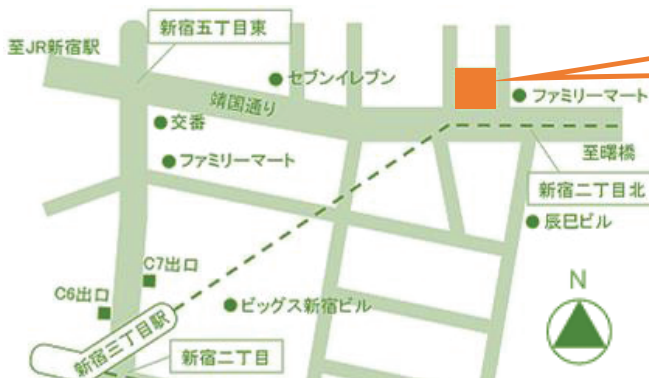 新宿五丁目東
至JR新宿駅
セブンイレブン
靖国通り
ファミリーマート
交番
至曙橋
ファミリーマート
新宿二丁目北
辰巳ビル
C7出口
C6出口
ビッグス新宿ビル
N
新宿三丁目駅
新宿二丁目